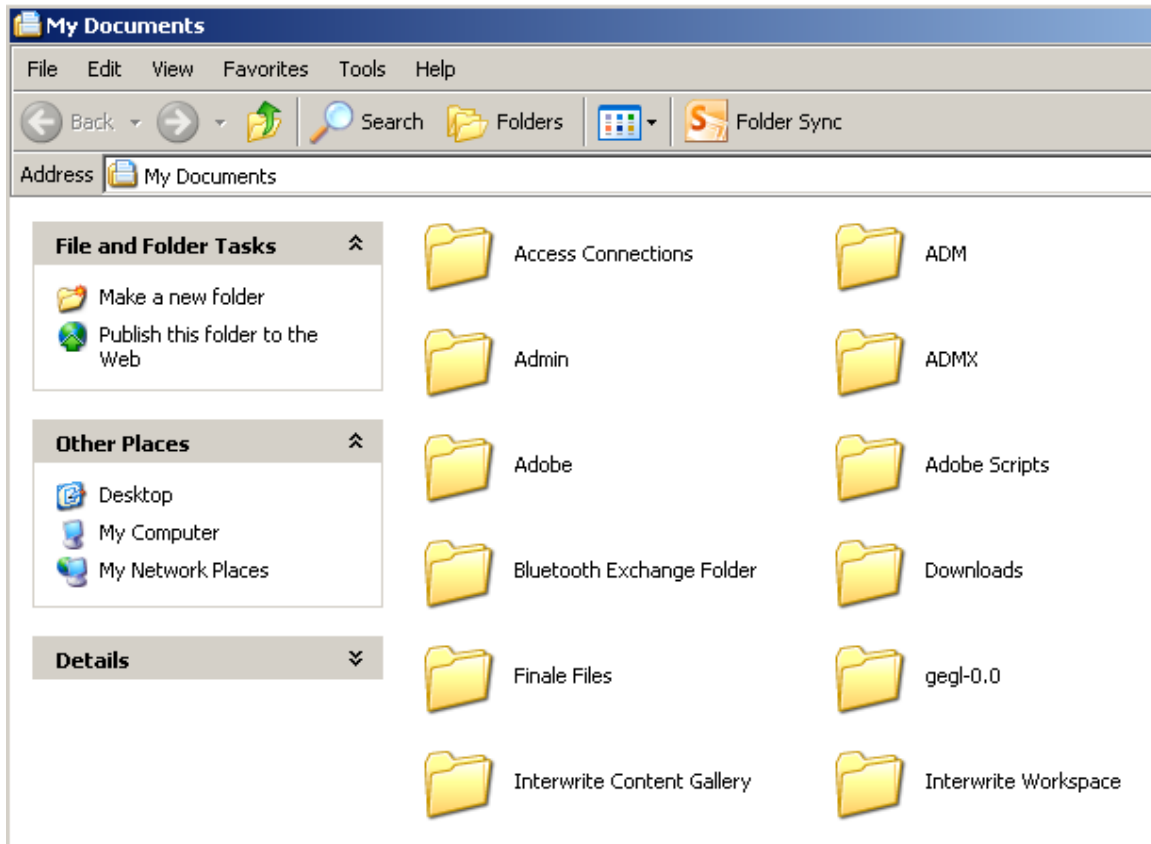 My Documents
File Edit View Favorites Tools Help
Back Search Folders Folder Sync
Address My Documents
File and Folder Tasks
Make a new folder
Publish this folder to the
Web
Other Places
Desktop
My Computer
My Network Places
Details
Access Connections ADM
Admin ADMX
Adobe Adobe Scripts
Bluetooth Exchange Folder Downloads
Finale Files gegl-0.0
Interwrite Content Gallery Interwrite Workspace